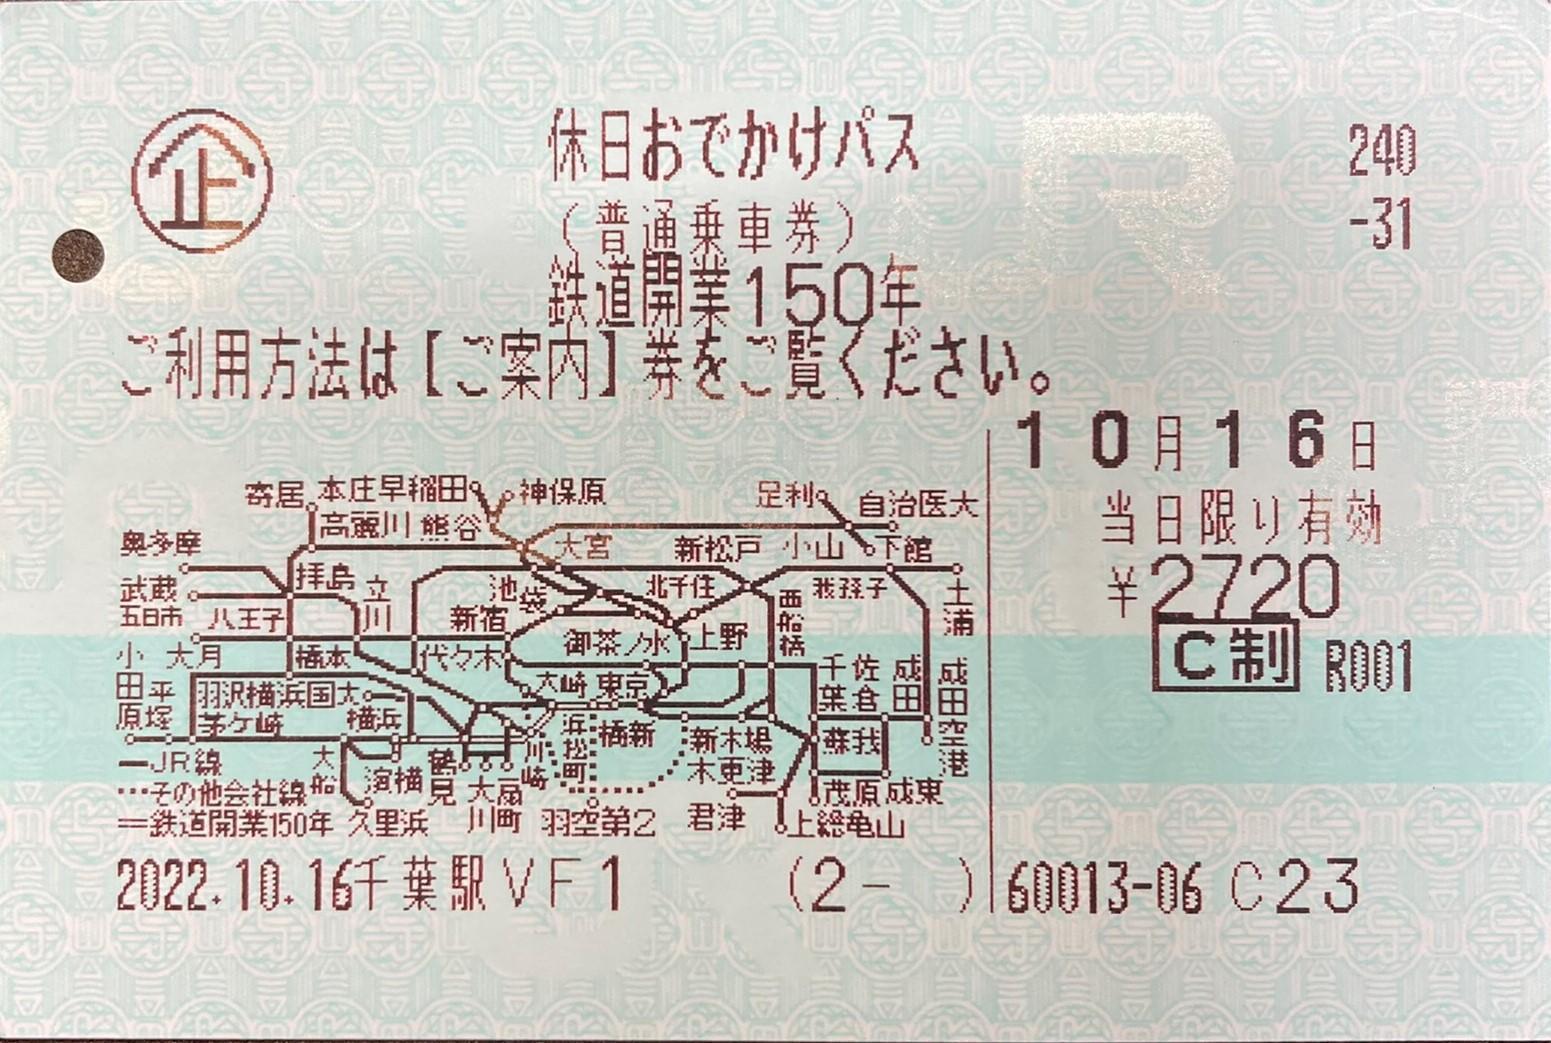 企
休日おでかけパス
240
(普通乗車券)
-31
鉄道開業150年
ご利用方法は【ご案内】券をご覧ください。
10月16日
当日限り有効
¥2720
C制 R001
寄居 本庄早稲田 神保原 足利 自治医大
奥多摩 高麗川 熊谷 大宮 新松戸 小山 下館
武蔵五日市 拝島 立川 池袋 北千住 我孫子 土浦
八王子 新宿 御茶ノ水 上野 西船橋
小田原 大月 橋本 代々木 千葉 佐倉 成田 成田空港
平塚 羽沢横浜国大 大崎 東京
茅ケ崎 横浜 浜松町 新橋 新木場 蘇我
━JR線 大船 鶴見 川崎 木更津
…その他会社線 大扇 茂原 成東
═鉄道開業150年 久里浜 川町 羽空第2 君津 上総亀山
2022.10.16千葉駅VF1 (2- ) 60013-06 C23